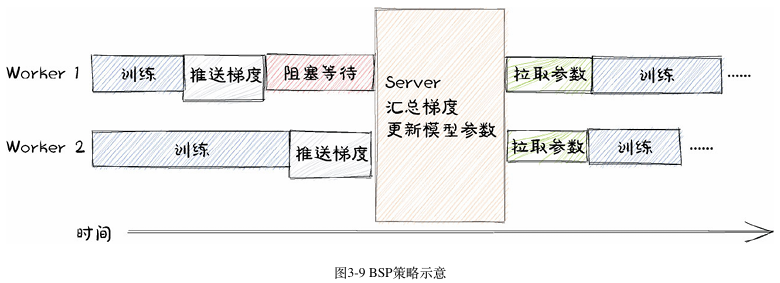 Worker 1 训练 推送梯度 阻塞等待 拉取参数 训练 ......
Server
汇总梯度
更新模型参数
Worker 2 训练 推送梯度 拉取参数 训练 ......
时间
图3-9 BSP策略示意